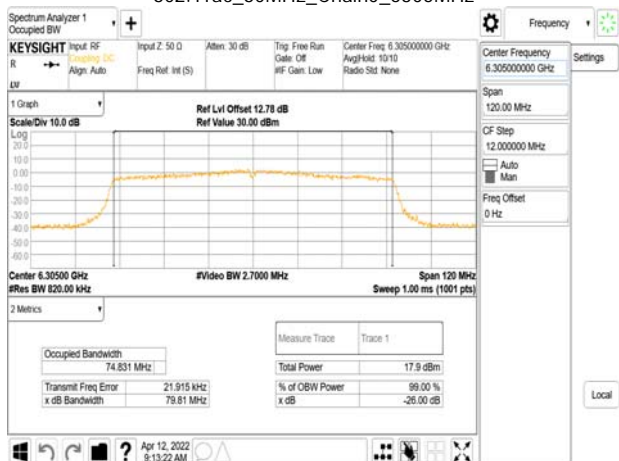 Spectrum Analyzer 1
Occupied BW
Frequency
KEYSIGHT Input: RF
R Coupling: DC
Align: Auto
LW
Input Z: 50 Ω
Freq Ref: Int (S)
Atten: 30 dB
Trig: Free Run
Gate: Off
#IF Gain: Low
Center Freq: 6.305000000 GHz
Avg|Hold: 10/10
Radio Std: None
Center Frequency
6.305000000 GHz
Settings
Span
120.00 MHz
CF Step
12.000000 MHz
Auto
Man
Freq Offset
0 Hz
1 Graph
Scale/Div 10.0 dB
Ref Lvl Offset 12.78 dB
Ref Value 30.00 dBm
Log
20.0
10.0
0.00
-10.0
-20.0
-30.0
-40.0
-50.0
-60.0
Center 6.30500 GHz
#Video BW 2.7000 MHz
Span 120 MHz
#Res BW 820.00 kHz
Sweep 1.00 ms (1001 pts)
2 Metrics
Measure Trace Trace 1
Occupied Bandwidth
74.831 MHz
Total Power 17.9 dBm
Transmit Freq Error 21.915 kHz
% of OBW Power 99.00 %
x dB Bandwidth 79.81 MHz
x dB -26.00 dB
Local
Apr 12, 2022
9:13:22 AM